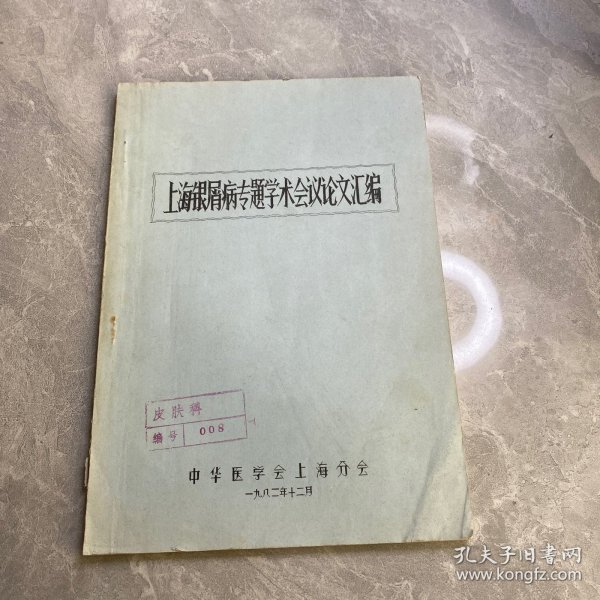 上海银屑病专题学术会议论文汇编
皮肤科
编号 008
中华医学会上海分会
一九八二年十二月
孔夫子旧书网
www.kongfz.com